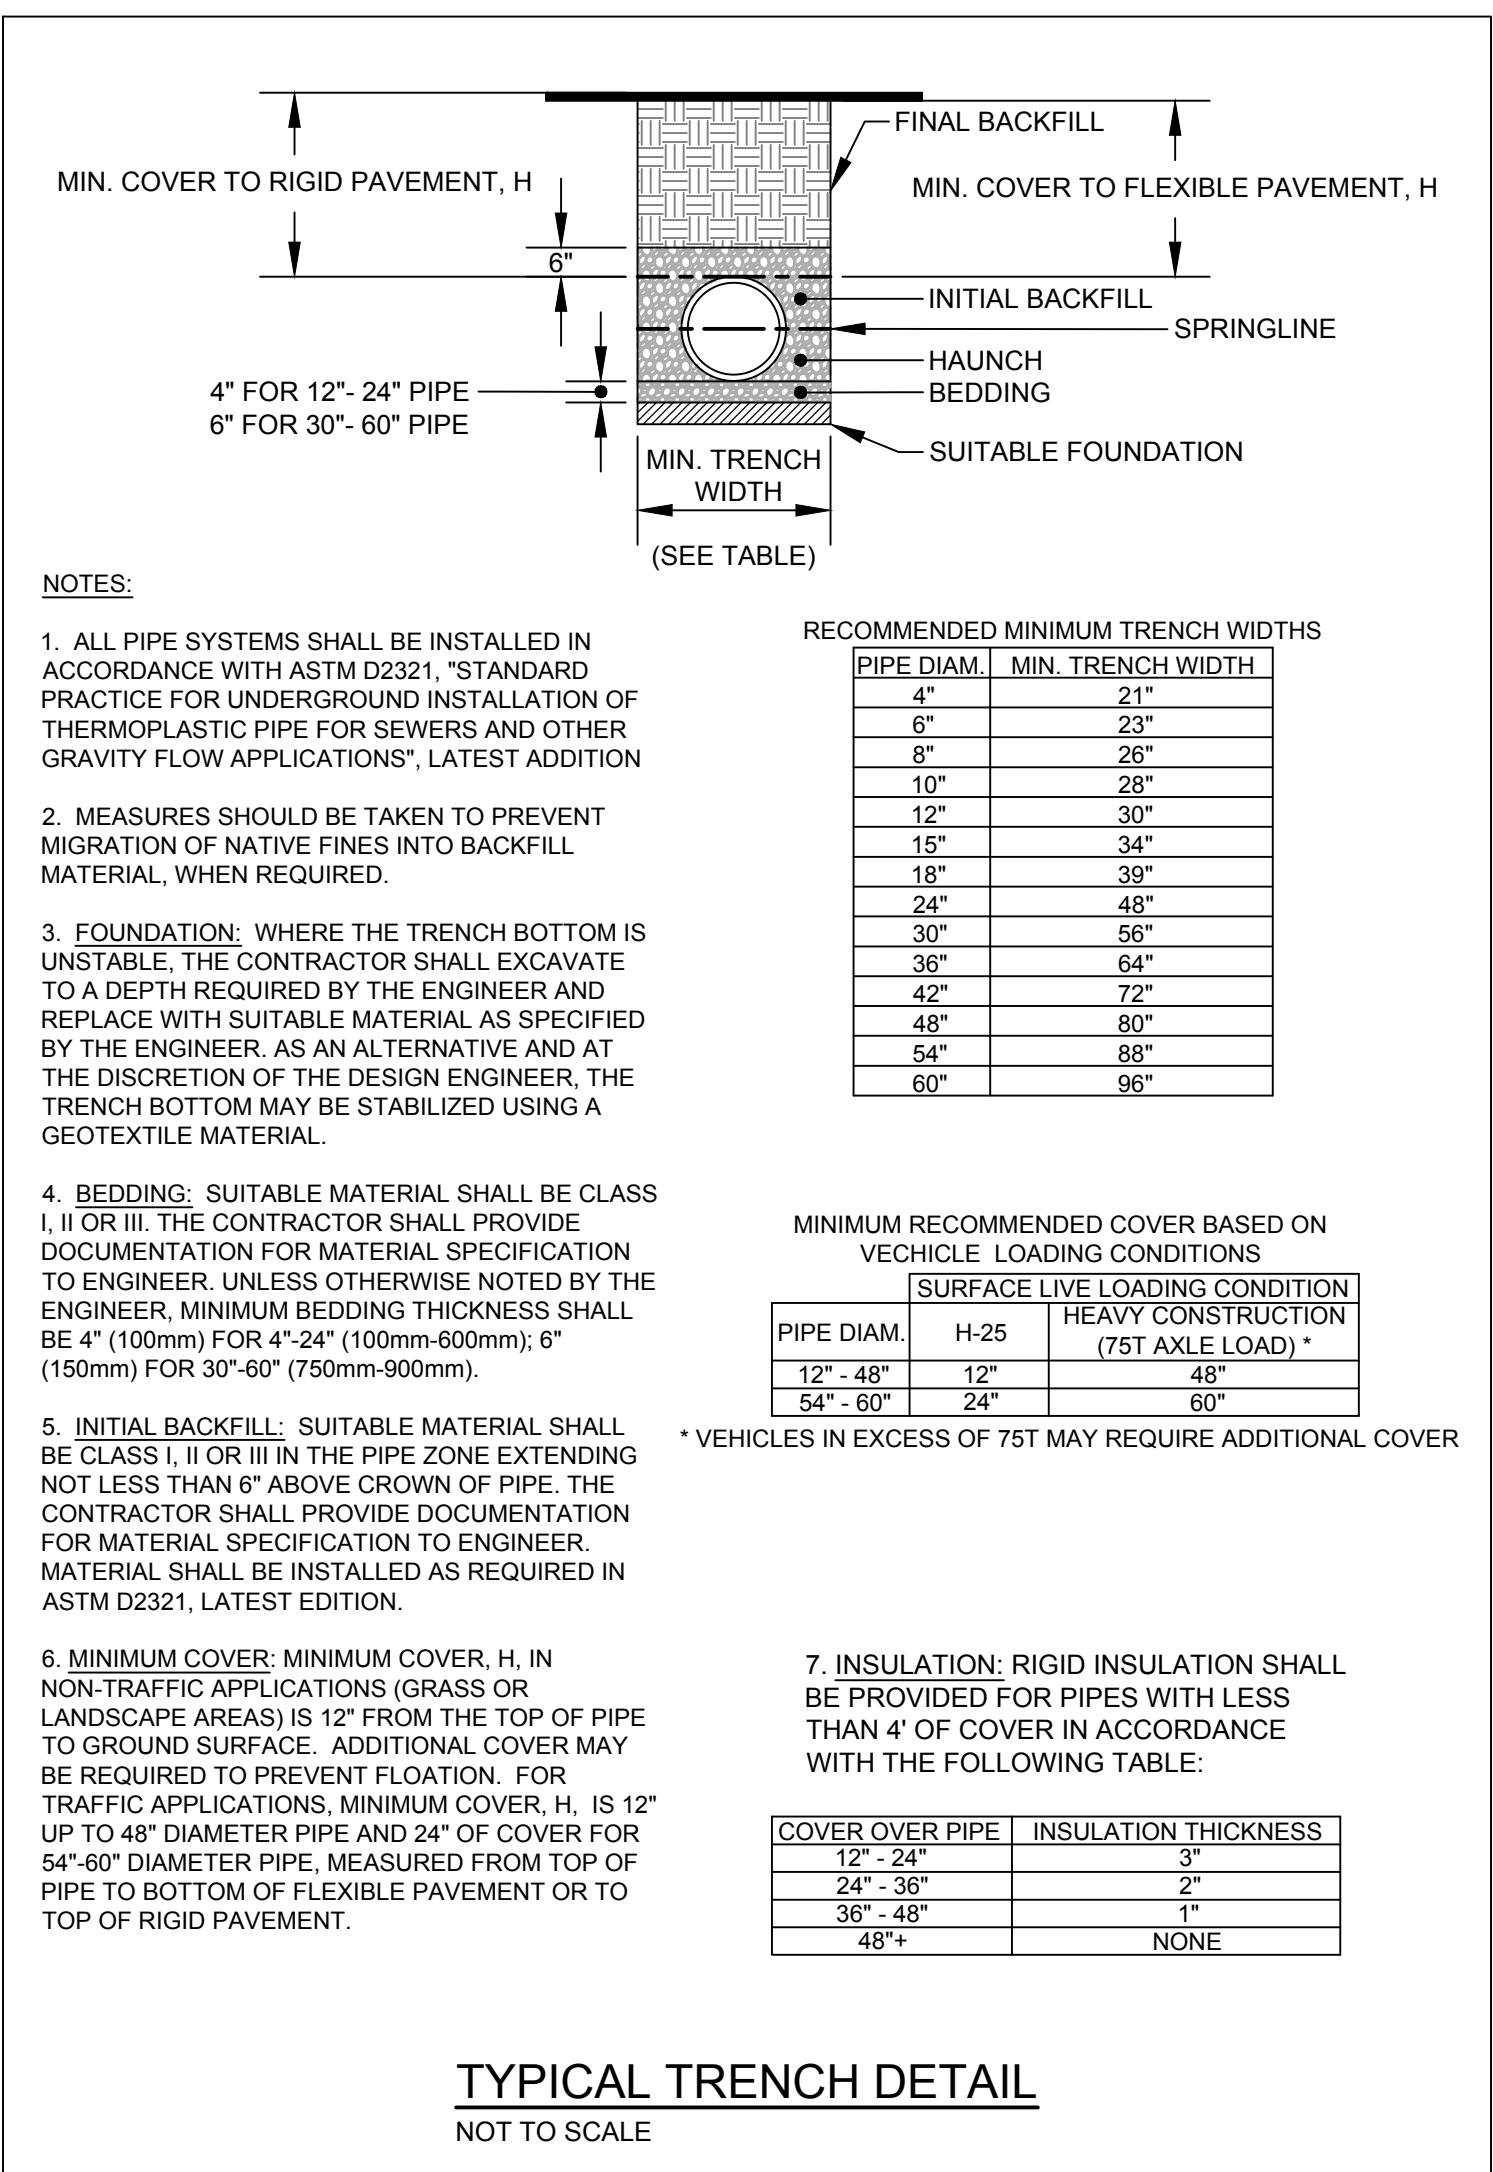 FINAL BACKFILL
MIN. COVER TO RIGID PAVEMENT, H
MIN. COVER TO FLEXIBLE PAVEMENT, H
6"
INITIAL BACKFILL
SPRINGLINE
HAUNCH
4" FOR 12"- 24" PIPE
6" FOR 30"- 60" PIPE
BEDDING
SUITABLE FOUNDATION
MIN. TRENCH
WIDTH
(SEE TABLE)
NOTES:
1. ALL PIPE SYSTEMS SHALL BE INSTALLED IN
ACCORDANCE WITH ASTM D2321, "STANDARD
PRACTICE FOR UNDERGROUND INSTALLATION OF
THERMOPLASTIC PIPE FOR SEWERS AND OTHER
GRAVITY FLOW APPLICATIONS", LATEST ADDITION
2. MEASURES SHOULD BE TAKEN TO PREVENT
MIGRATION OF NATIVE FINES INTO BACKFILL
MATERIAL, WHEN REQUIRED.
3. FOUNDATION: WHERE THE TRENCH BOTTOM IS
UNSTABLE, THE CONTRACTOR SHALL EXCAVATE
TO A DEPTH REQUIRED BY THE ENGINEER AND
REPLACE WITH SUITABLE MATERIAL AS SPECIFIED
BY THE ENGINEER. AS AN ALTERNATIVE AND AT
THE DISCRETION OF THE DESIGN ENGINEER, THE
TRENCH BOTTOM MAY BE STABILIZED USING A
GEOTEXTILE MATERIAL.
4. BEDDING: SUITABLE MATERIAL SHALL BE CLASS
I, II OR III. THE CONTRACTOR SHALL PROVIDE
DOCUMENTATION FOR MATERIAL SPECIFICATION
TO ENGINEER. UNLESS OTHERWISE NOTED BY THE
ENGINEER, MINIMUM BEDDING THICKNESS SHALL
BE 4" (100mm) FOR 4"-24" (100mm-600mm); 6"
(150mm) FOR 30"-60" (750mm-900mm).
5. INITIAL BACKFILL: SUITABLE MATERIAL SHALL
BE CLASS I, II OR III IN THE PIPE ZONE EXTENDING
NOT LESS THAN 6" ABOVE CROWN OF PIPE. THE
CONTRACTOR SHALL PROVIDE DOCUMENTATION
FOR MATERIAL SPECIFICATION TO ENGINEER.
MATERIAL SHALL BE INSTALLED AS REQUIRED IN
ASTM D2321, LATEST EDITION.
6. MINIMUM COVER: MINIMUM COVER, H, IN
NON-TRAFFIC APPLICATIONS (GRASS OR
LANDSCAPE AREAS) IS 12" FROM THE TOP OF PIPE
TO GROUND SURFACE. ADDITIONAL COVER MAY
BE REQUIRED TO PREVENT FLOATION. FOR
TRAFFIC APPLICATIONS, MINIMUM COVER, H, IS 12"
UP TO 48" DIAMETER PIPE AND 24" OF COVER FOR
54"-60" DIAMETER PIPE, MEASURED FROM TOP OF
PIPE TO BOTTOM OF FLEXIBLE PAVEMENT OR TO
TOP OF RIGID PAVEMENT.
RECOMMENDED MINIMUM TRENCH WIDTHS
PIPE DIAM. MIN. TRENCH WIDTH
4" 21"
6" 23"
8" 26"
10" 28"
12" 30"
15" 34"
18" 39"
24" 48"
30" 56"
36" 64"
42" 72"
48" 80"
54" 88"
60" 96"
MINIMUM RECOMMENDED COVER BASED ON
VECHICLE LOADING CONDITIONS
SURFACE LIVE LOADING CONDITION
PIPE DIAM. H-25 HEAVY CONSTRUCTION
(75T AXLE LOAD) *
12" - 48" 12" 48"
54" - 60" 24" 60"
* VEHICLES IN EXCESS OF 75T MAY REQUIRE ADDITIONAL COVER
7. INSULATION: RIGID INSULATION SHALL
BE PROVIDED FOR PIPES WITH LESS
THAN 4' OF COVER IN ACCORDANCE
WITH THE FOLLOWING TABLE:
COVER OVER PIPE INSULATION THICKNESS
12" - 24" 3"
24" - 36" 2"
36" - 48" 1"
48"+ NONE
TYPICAL TRENCH DETAIL
NOT TO SCALE